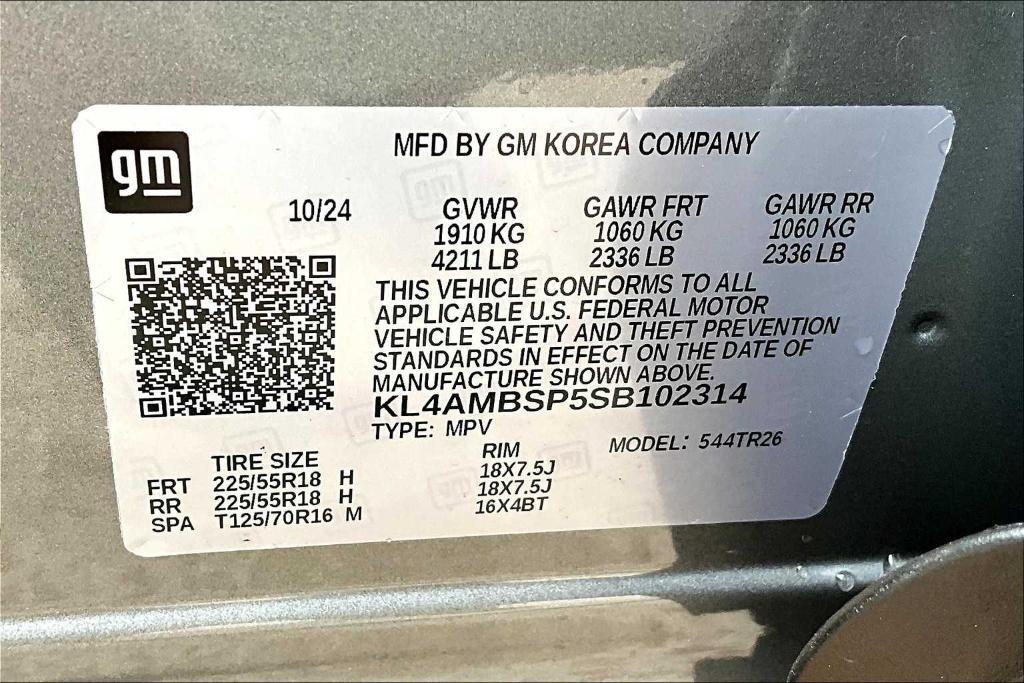 gm
MFD BY GM KOREA COMPANY
10/24 GVWR GAWR FRT GAWR RR
1910 KG 1060 KG 1060 KG
4211 LB 2336 LB 2336 LB
THIS VEHICLE CONFORMS TO ALL
APPLICABLE U.S. FEDERAL MOTOR
VEHICLE SAFETY AND THEFT PREVENTION
STANDARDS IN EFFECT ON THE DATE OF
MANUFACTURE SHOWN ABOVE.
KL4AMBSP5SB102314
TYPE: MPV MODEL: 544TR26
TIRE SIZE RIM
FRT 225/55R18 H 18X7.5J
RR 225/55R18 H 18X7.5J
SPA T125/70R16 M 16X4BT